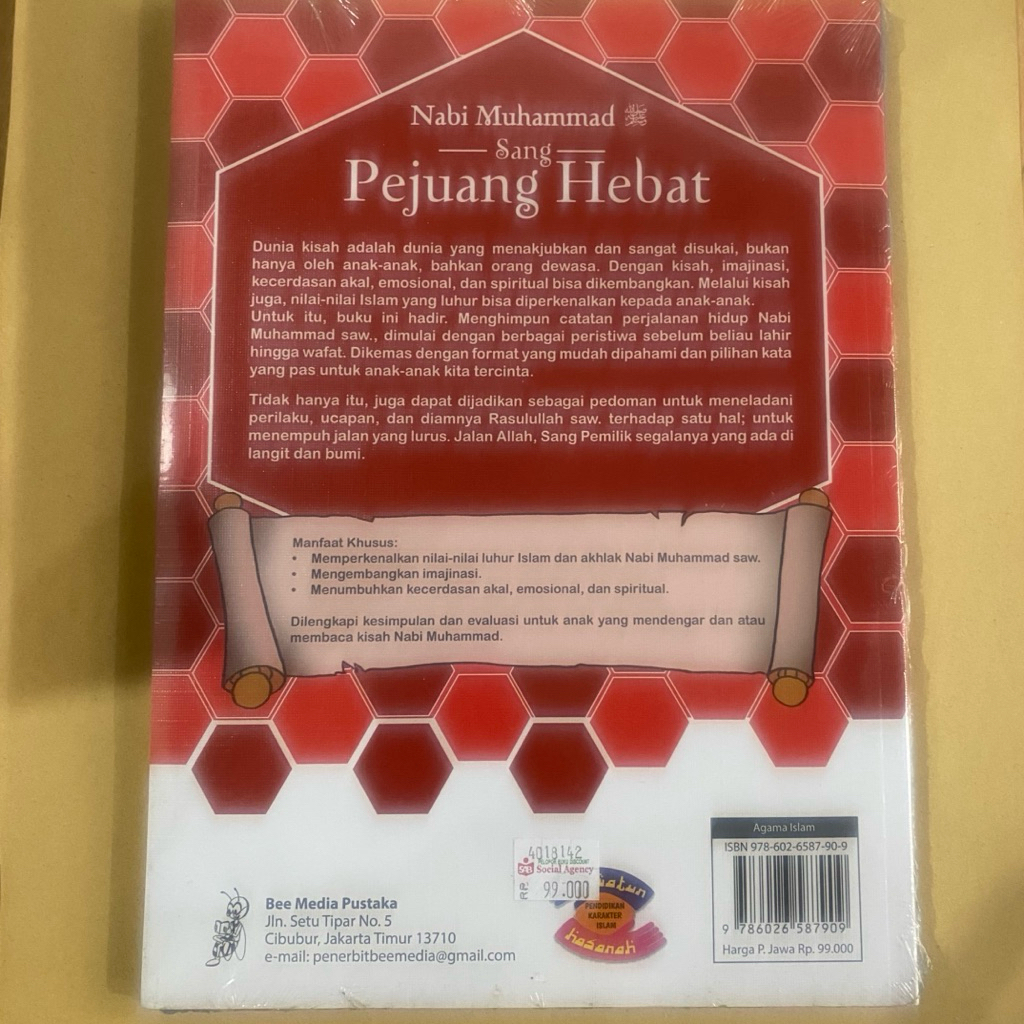 Nabi Muhammad ﷺ
Sang
Pejuang Hebat
Dunia kisah adalah dunia yang menakjubkan dan sangat disukai, bukan
hanya oleh anak-anak, bahkan orang dewasa. Dengan kisah, imajinasi,
kecerdasan akal, emosional, dan spiritual bisa dikembangkan. Melalui kisah
juga, nilai-nilai Islam yang luhur bisa diperkenalkan kepada anak-anak.
Untuk itu, buku ini hadir. Menghimpun catatan perjalanan hidup Nabi
Muhammad saw., dimulai dengan berbagai peristiwa sebelum beliau lahir
hingga wafat. Dikemas dengan format yang mudah dipahami dan pilihan kata
yang pas untuk anak-anak kita tercinta.
Tidak hanya itu, juga dapat dijadikan sebagai pedoman untuk meneladani
perilaku, ucapan, dan diamnya Rasulullah saw. terhadap satu hal; untuk
menempuh jalan yang lurus. Jalan Allah, Sang Pemilik segalanya yang ada di
langit dan bumi.
Manfaat Khusus:
• Memperkenalkan nilai-nilai luhur Islam dan akhlak Nabi Muhammad saw.
• Mengembangkan imajinasi.
• Menumbuhkan kecerdasan akal, emosional, dan spiritual.
Dilengkapi kesimpulan dan evaluasi untuk anak yang mendengar dan atau
membaca kisah Nabi Muhammad.
Bee Media Pustaka
Jln. Setu Tipar No. 5
Cibubur, Jakarta Timur 13710
e-mail: penerbitbeemedia@gmail.com
4018142
Social Agency
RP. 99.000
PENDIDIKAN
KARAKTER
ISLAM
hasanah
Agama Islam
ISBN 978-602-6587-90-9
9 786026 587909
Harga P. Jawa Rp. 99.000